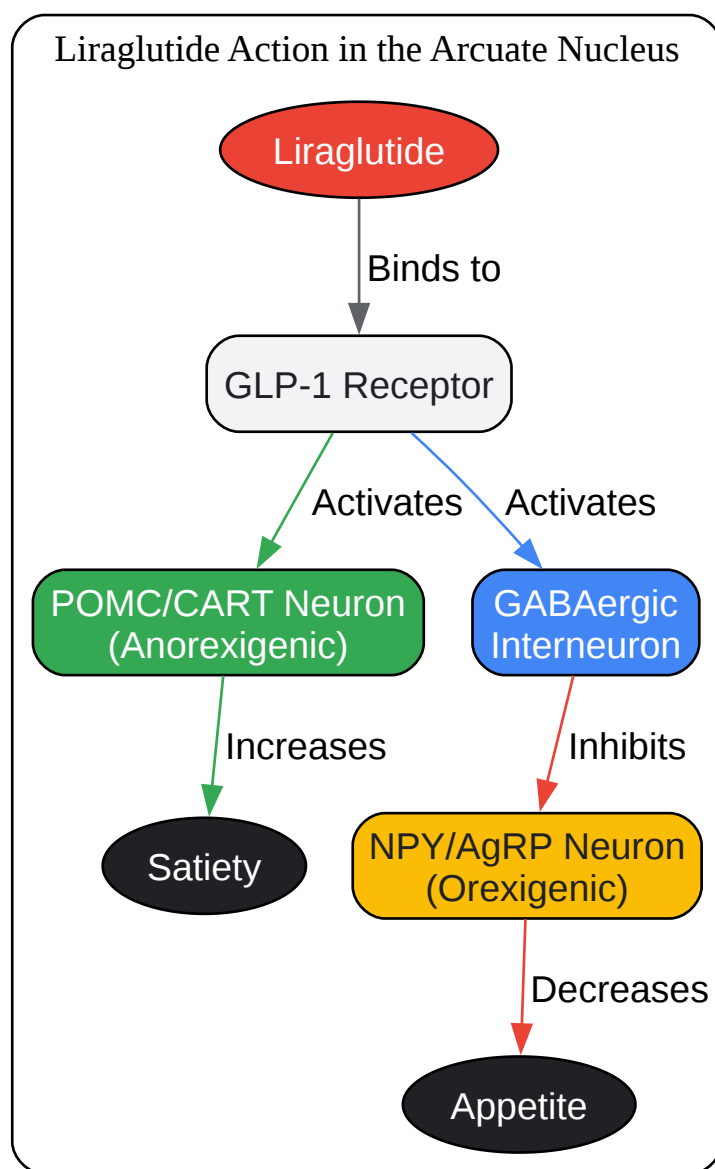 Liraglutide Action in the Arcuate Nucleus
Liraglutide
Binds to
GLP-1 Receptor
Activates
Activates
POMC/CART Neuron
(Anorexigenic)
GABAergic
Interneuron
Increases
Inhibits
Satiety
NPY/AgRP Neuron
(Orexigenic)
Decreases
Appetite